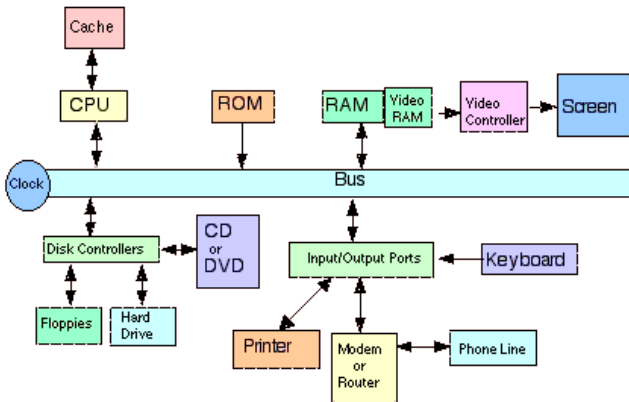 Cache
CPU
ROM
RAM
Video
RAM
Video
Controller
Screen
Clock
Bus
Disk Controllers
CD
or
DVD
Input/Output Ports
Keyboard
Floppies
Hard
Drive
Printer
Modem
or
Router
Phone Line